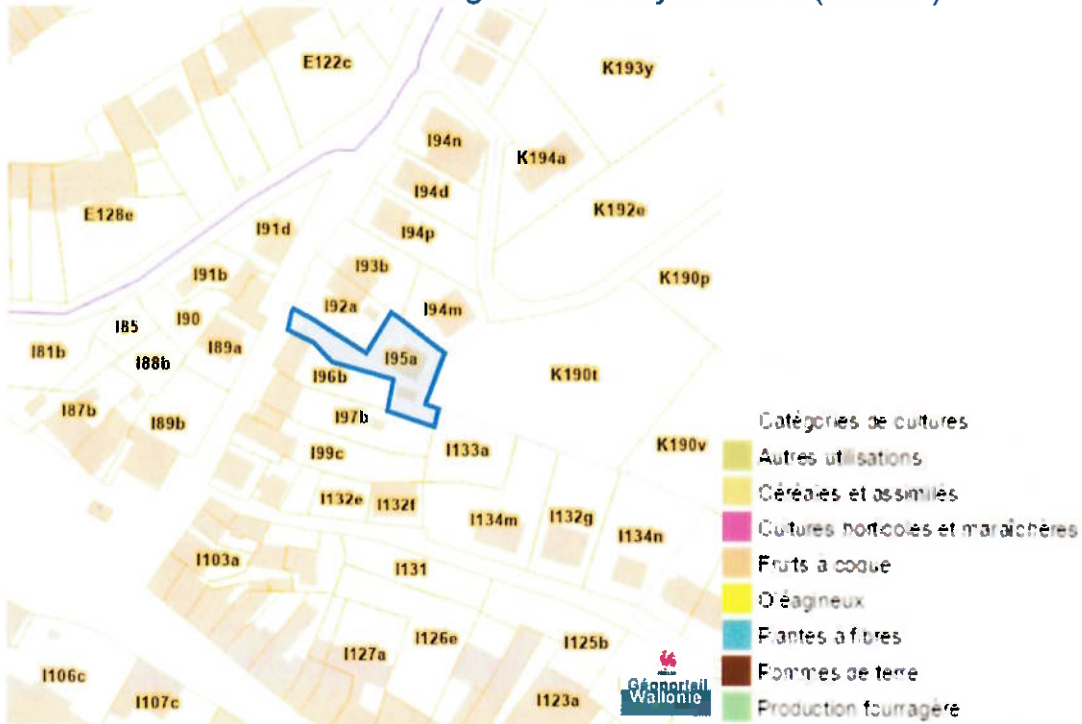 E122c
K193y
I94n
K194a
I94d
E128e
K192e
I91d
I94p
I93b
I91b
K190p
I92a
I94m
I85
I90
I89a
I81b
I88b
I95a
I96b
K190t
I87b
I89b
I97b
I99c
I133a
K190v
I132e
I132f
I134m
I132g
I134n
I103a
I131
I127a
I126e
I125b
I106c
I107c
I123a
Géoportail
Wallonie
Catégories de cultures
Autres utilisations
Céréales et assimilés
Cultures horticoles et maraîchères
Fruits à coque
Oléagineux
Plantes à fibres
Pommes de terre
Production fourragère